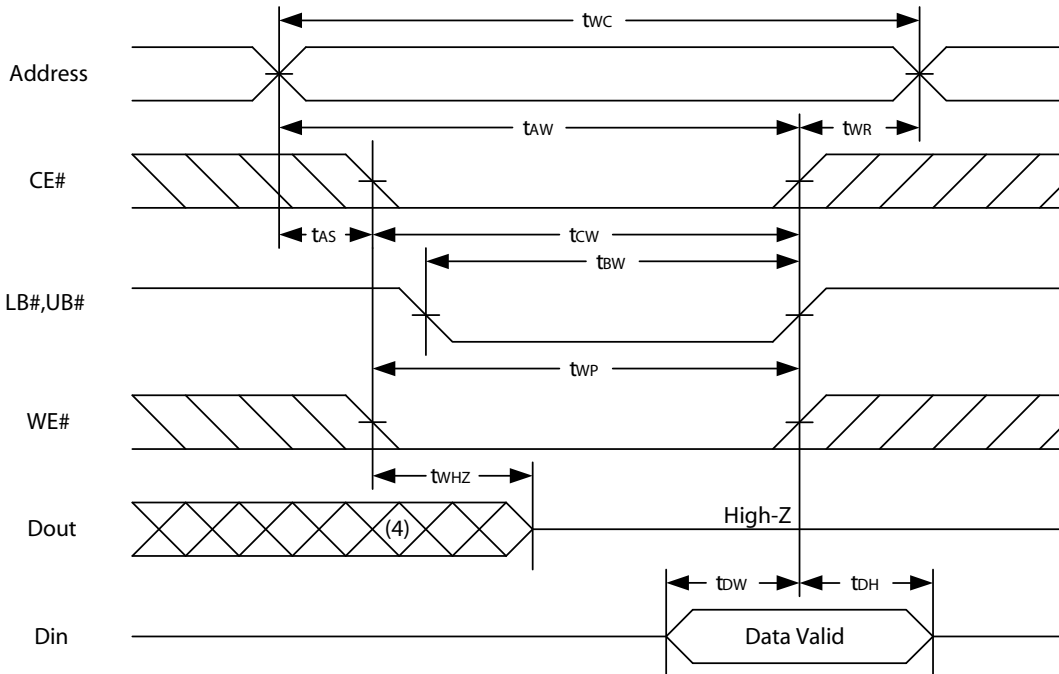 tWC
Address
tAW
tWR
CE#
tAS
tCW
tBW
LB#,UB#
tWP
WE#
tWHZ
Dout
(4)
High-Z
tDW
tDH
Din
Data Valid